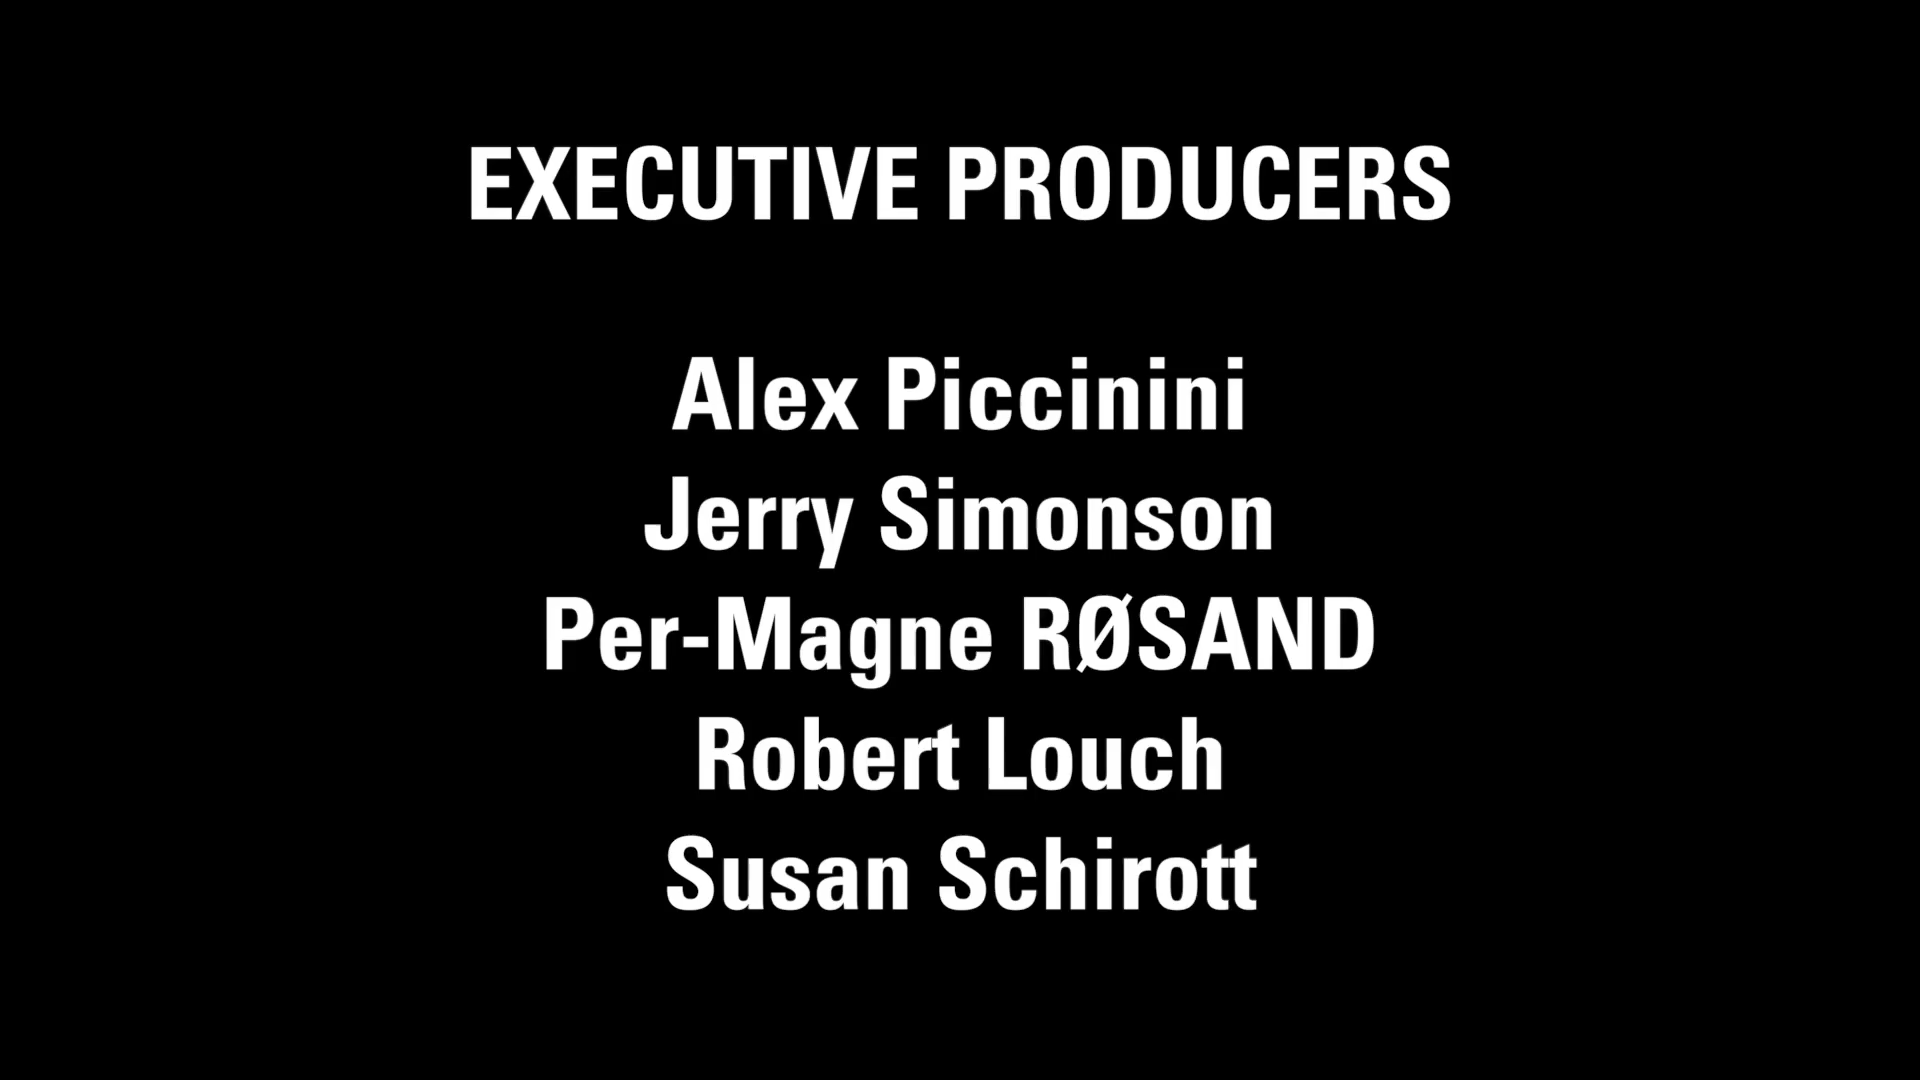 EXECUTIVE PRODUCERS
Alex Piccinini
Jerry Simonson
Per-Magne RØSAND
Robert Louch
Susan Schirott